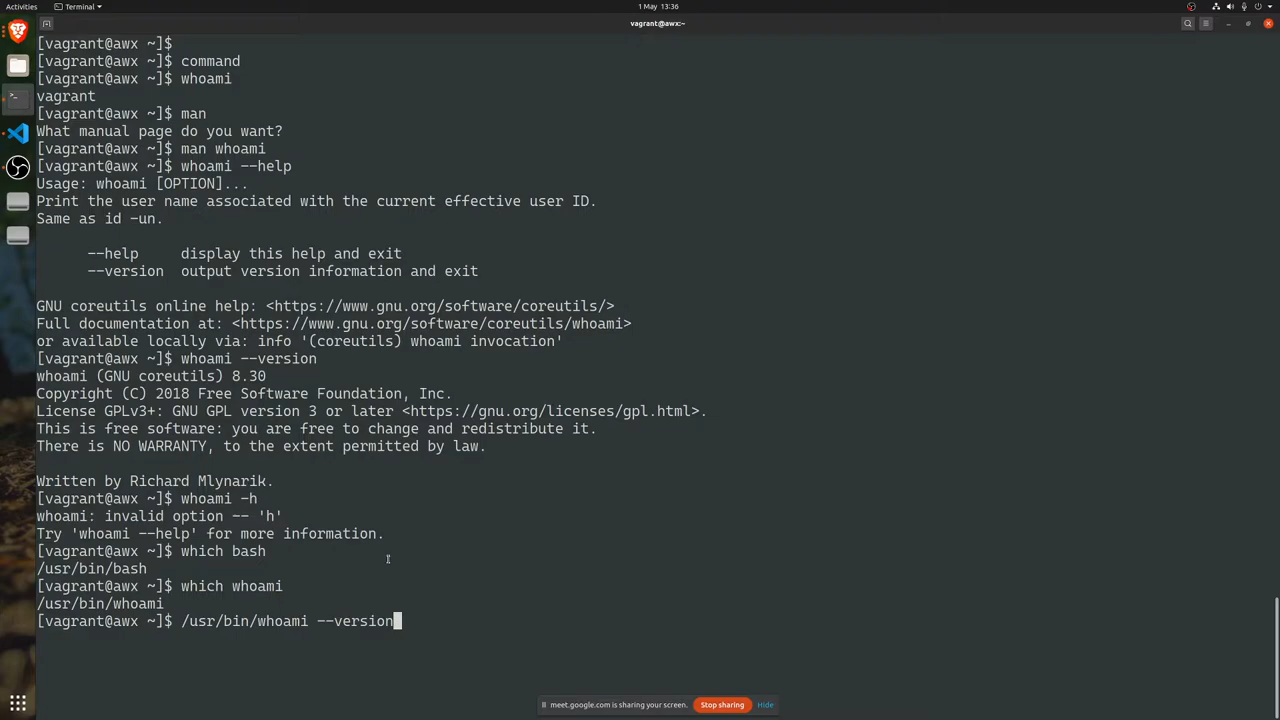 Activities
Terminal
1 May 13:36
vagrant@awx:~
[vagrant@awx ~]$
[vagrant@awx ~]$ command
[vagrant@awx ~]$ whoami
vagrant
[vagrant@awx ~]$ man
What manual page do you want?
[vagrant@awx ~]$ man whoami
[vagrant@awx ~]$ whoami --help
Usage: whoami [OPTION]...
Print the user name associated with the current effective user ID.
Same as id -un.
--help     display this help and exit
--version  output version information and exit
GNU coreutils online help: <https://www.gnu.org/software/coreutils/>
Full documentation at: <https://www.gnu.org/software/coreutils/whoami>
or available locally via: info '(coreutils) whoami invocation'
[vagrant@awx ~]$ whoami --version
whoami (GNU coreutils) 8.30
Copyright (C) 2018 Free Software Foundation, Inc.
License GPLv3+: GNU GPL version 3 or later <https://gnu.org/licenses/gpl.html>.
This is free software: you are free to change and redistribute it.
There is NO WARRANTY, to the extent permitted by law.
Written by Richard Mlynarik.
[vagrant@awx ~]$ whoami -h
whoami: invalid option -- 'h'
Try 'whoami --help' for more information.
[vagrant@awx ~]$ which bash
/usr/bin/bash
[vagrant@awx ~]$ which whoami
/usr/bin/whoami
[vagrant@awx ~]$ /usr/bin/whoami --version
meet.google.com is sharing your screen.
Stop sharing
Hide